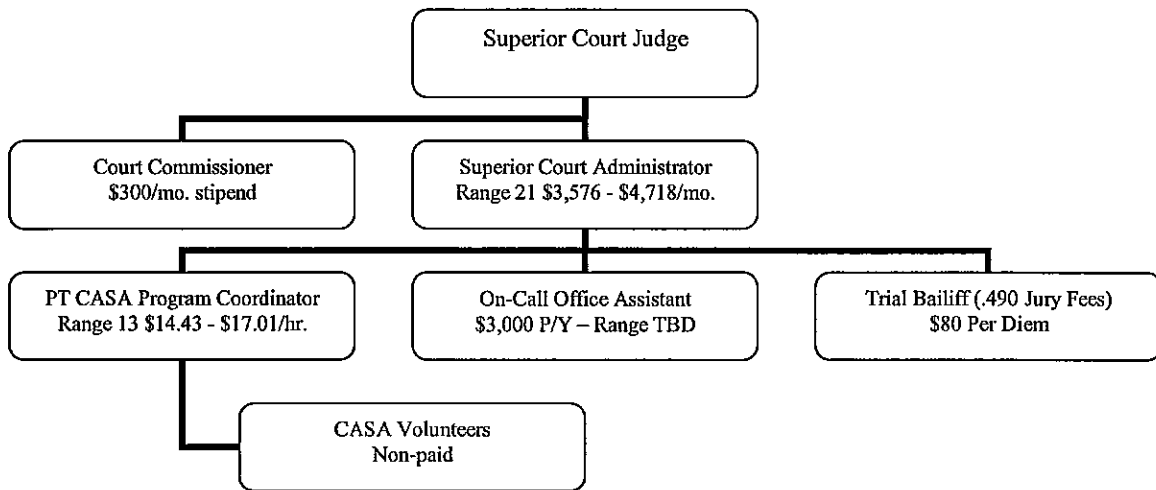 Superior Court Judge
Court Commissioner
$300/mo. stipend
Superior Court Administrator
Range 21 $3,576 - $4,718/mo.
PT CASA Program Coordinator
Range 13 $14.43 - $17.01/hr.
On-Call Office Assistant
$3,000 P/Y – Range TBD
Trial Bailiff (.490 Jury Fees)
$80 Per Diem
CASA Volunteers
Non-paid